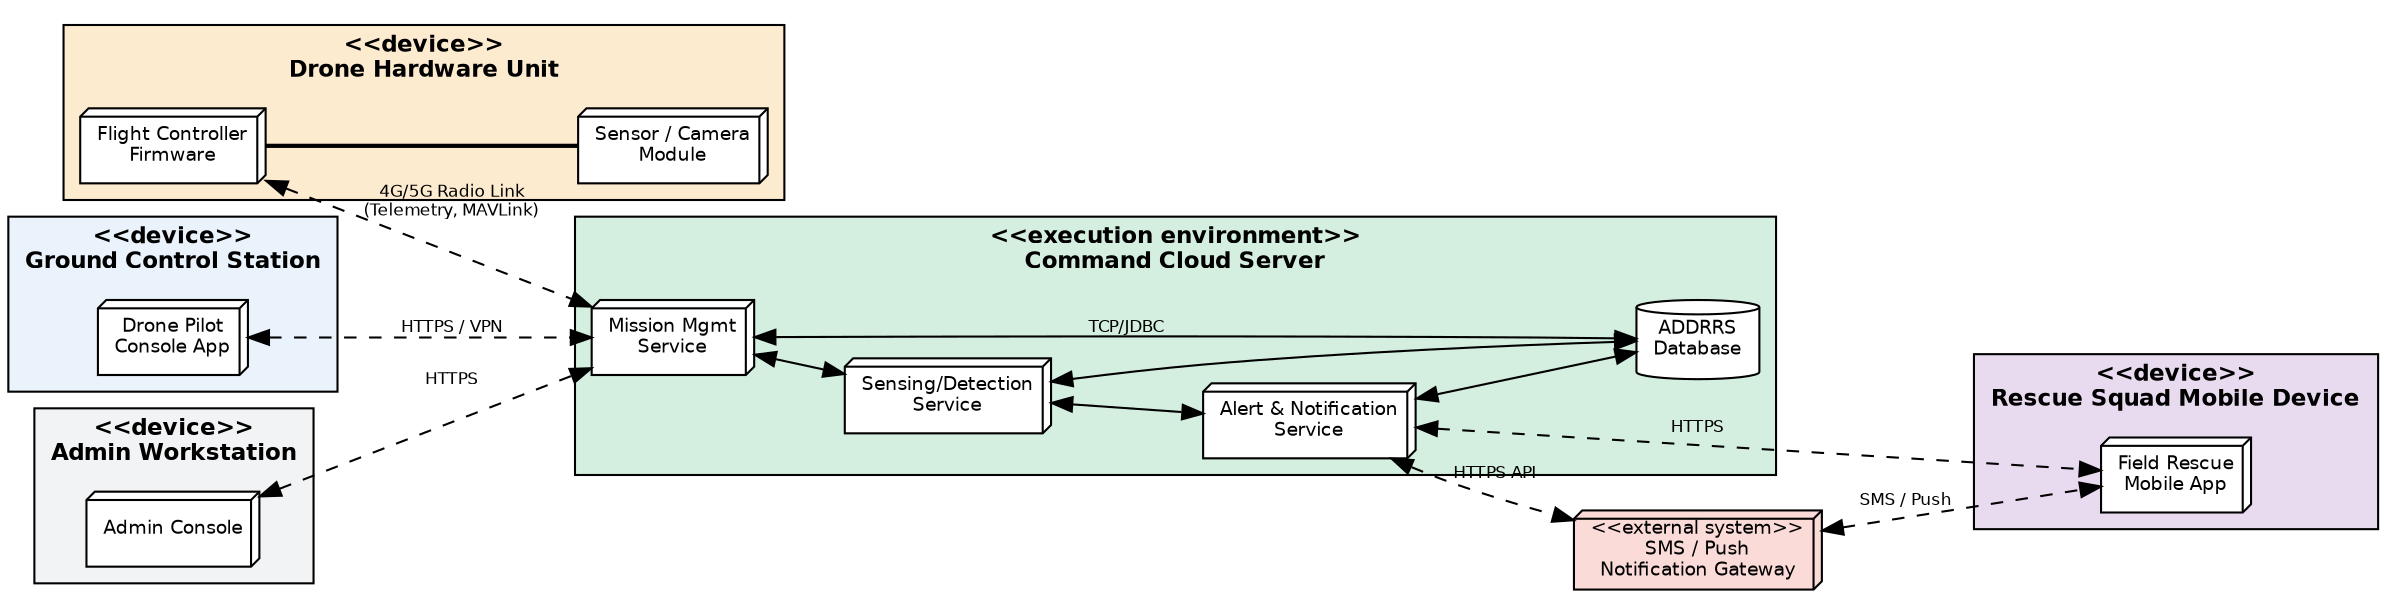 <<device>>
Drone Hardware Unit
Flight Controller
Firmware
Sensor / Camera
Module
4G/5G Radio Link
(Telemetry, MAVLink)
<<device>>
Ground Control Station
Drone Pilot
Console App
HTTPS / VPN
HTTPS
<<device>>
Admin Workstation
Admin Console
<<execution environment>>
Command Cloud Server
Mission Mgmt
Service
TCP/JDBC
ADDRRS
Database
Sensing/Detection
Service
Alert & Notification
Service
HTTPS
HTTPS API
<<external system>>
SMS / Push
Notification Gateway
SMS / Push
<<device>>
Rescue Squad Mobile Device
Field Rescue
Mobile App